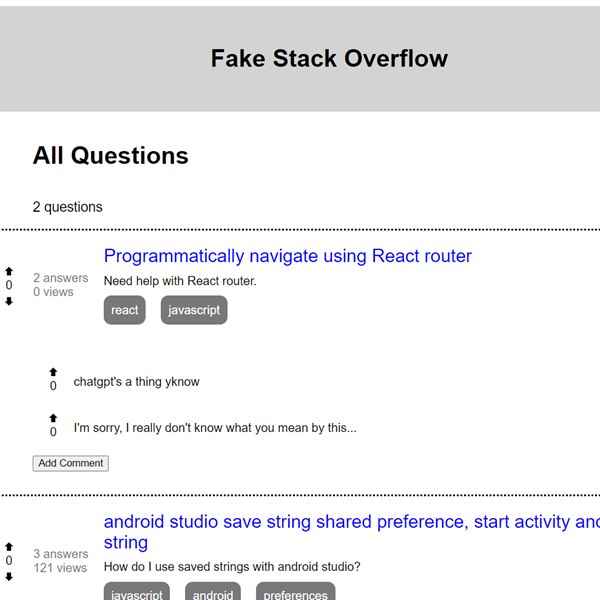 Fake Stack Overflow
All Questions
2 questions
Programmatically navigate using React router
0
2 answers
0 views
Need help with React router.
react
javascript
0
chatgpt's a thing yknow
0
I'm sorry, I really don't know what you mean by this...
Add Comment
android studio save string shared preference, start activity and
string
0
3 answers
121 views
How do I use saved strings with android studio?
javascript
android
preferences